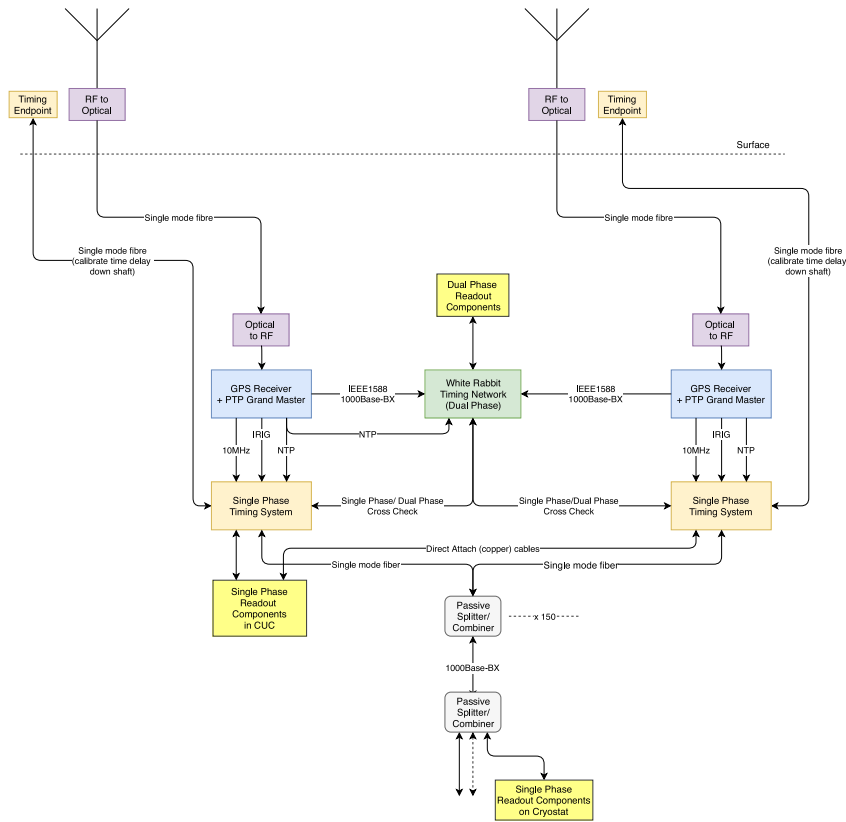 Timing
Endpoint
RF to
Optical
RF to
Optical
Timing
Endpoint
Surface
Single mode fibre
Single mode fibre
Single mode fibre
(calibrate time delay
down shaft)
Single mode fibre
(calibrate time delay
down shaft)
Dual Phase
Readout
Components
Optical
to RF
Optical
to RF
GPS Receiver
+ PTP Grand Master
IEEE1588
1000Base-BX
White Rabbit
Timing Network
(Dual Phase)
IEEE1588
1000Base-BX
GPS Receiver
+ PTP Grand Master
10MHz
IRIG
NTP
NTP
10MHz
IRIG
NTP
Single Phase
Timing System
Single Phase/ Dual Phase
Cross Check
Single Phase/Dual Phase
Cross Check
Single Phase
Timing System
Direct Attach (copper) cables
Single mode fiber
Single mode fiber
Single Phase
Readout
Components
in CUC
Passive
Splitter/
Combiner
x 150
1000Base-BX
Passive
Splitter/
Combiner
Single Phase
Readout Components
on Cryostat